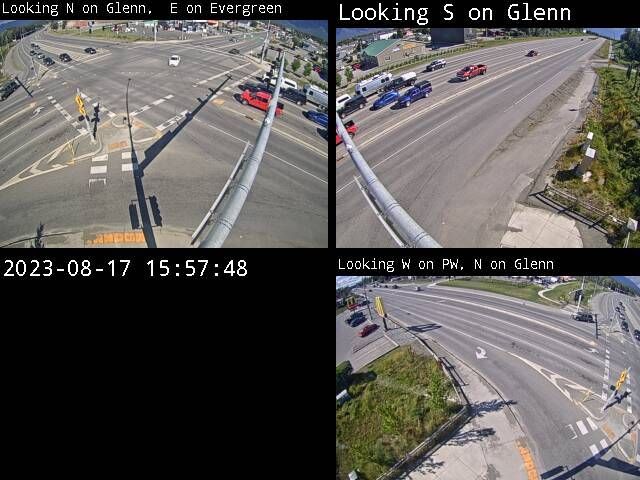 Looking N on Glenn, E on Evergreen
Looking S on Glenn
2023-08-17 15:57:48
Looking W on PW, N on Glenn